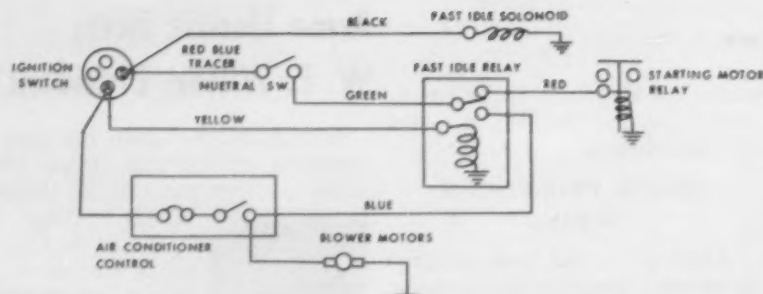 BLACK
FAST IDLE SOLONOID
IGNITION
SWITCH
RED BLUE
TRACER
NUETRAL SW.
FAST IDLE RELAY
GREEN
RED
STARTING MOTOR
RELAY
YELLOW
BLUE
AIR CONDITIONER
CONTROL
BLOWER MOTORS